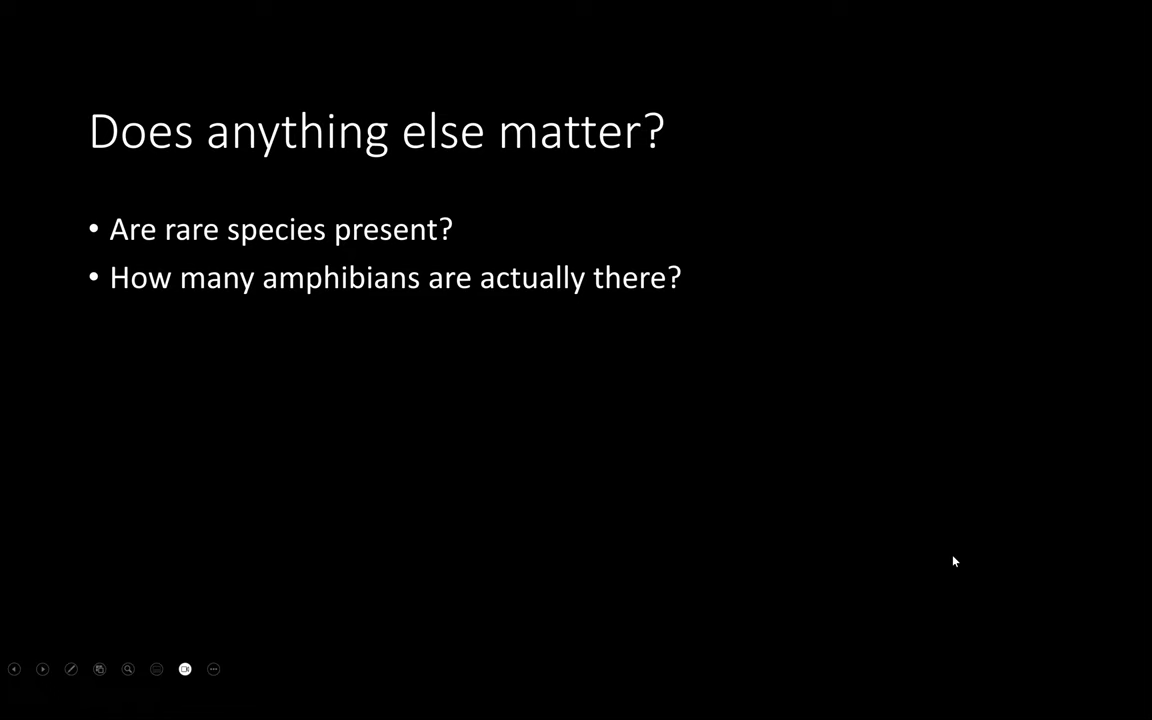 Does anything else matter?
• Are rare species present?
• How many amphibians are actually there?